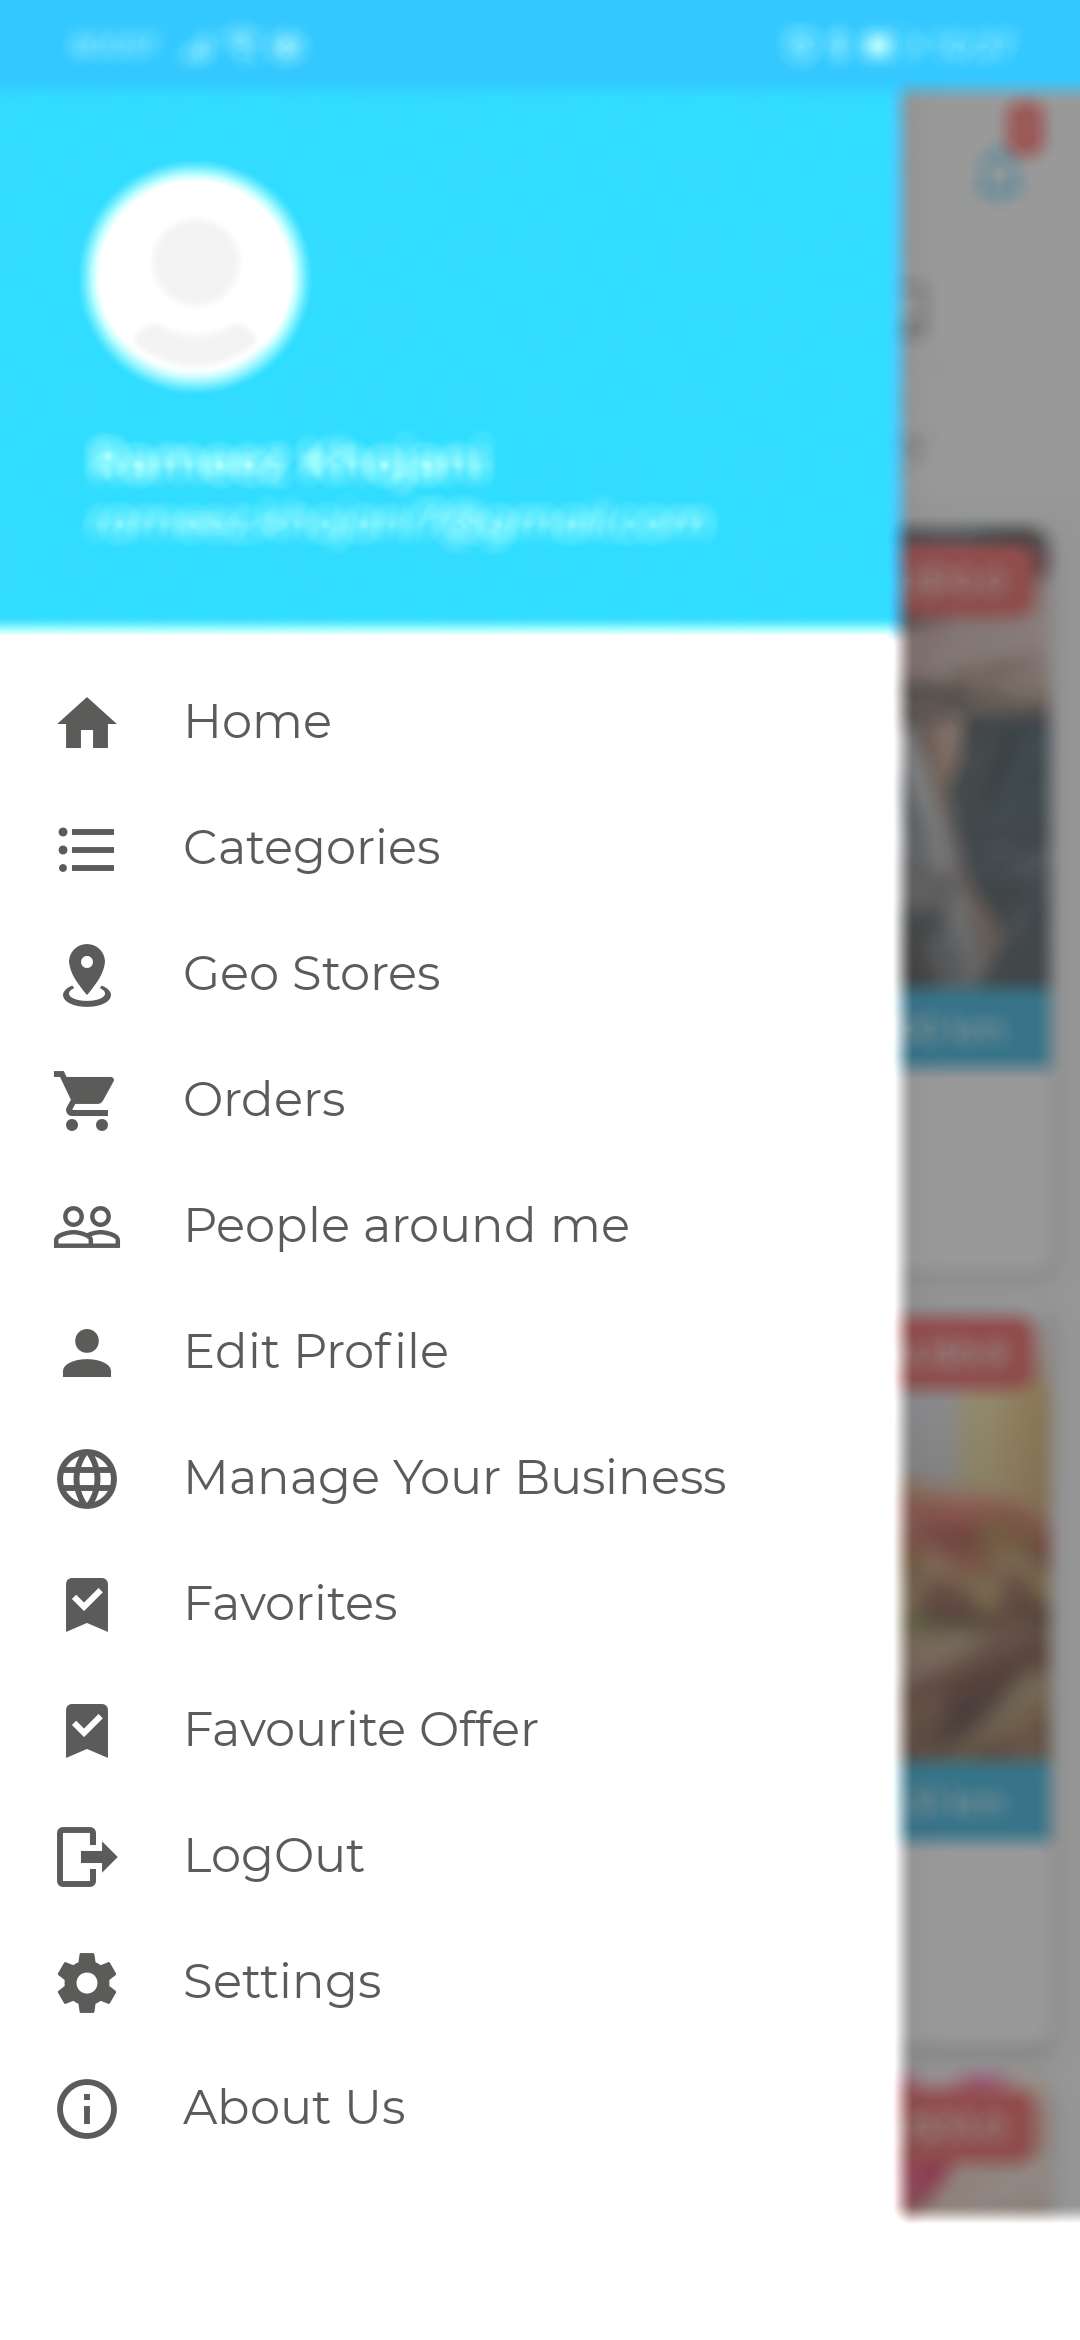 Home
Categories
Geo Stores
Orders
People around me
Edit Profile
Manage Your Business
Favorites
Favourite Offer
LogOut
Settings
About Us